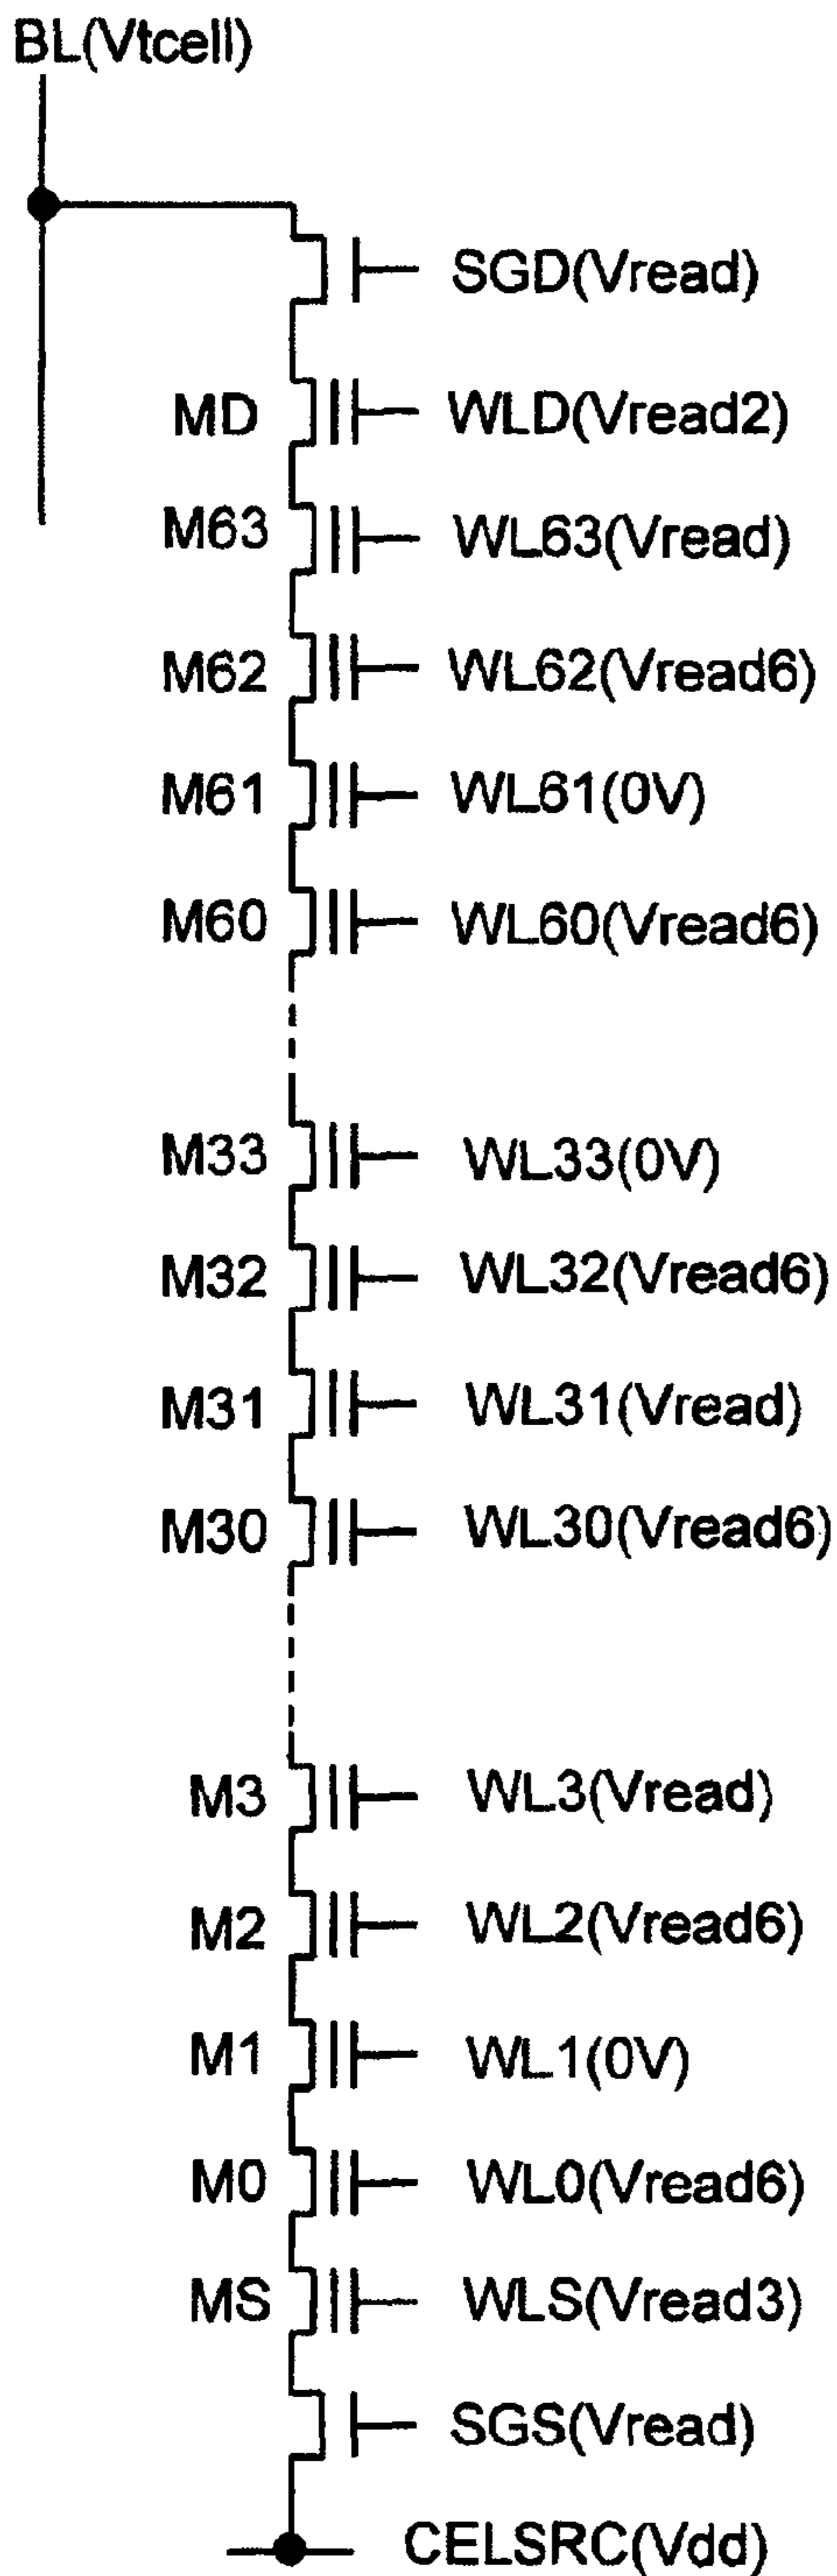 BL(Vtcell)
SGD(Vread)
MD WLD(Vread2)
M63 WL63(Vread)
M62 WL62(Vread6)
M61 WL61(0V)
M60 WL60(Vread6)
M33 WL33(0V)
M32 WL32(Vread6)
M31 WL31(Vread)
M30 WL30(Vread6)
M3 WL3(Vread)
M2 WL2(Vread6)
M1 WL1(0V)
M0 WL0(Vread6)
MS WLS(Vread3)
SGS(Vread)
CELSRC(Vdd)